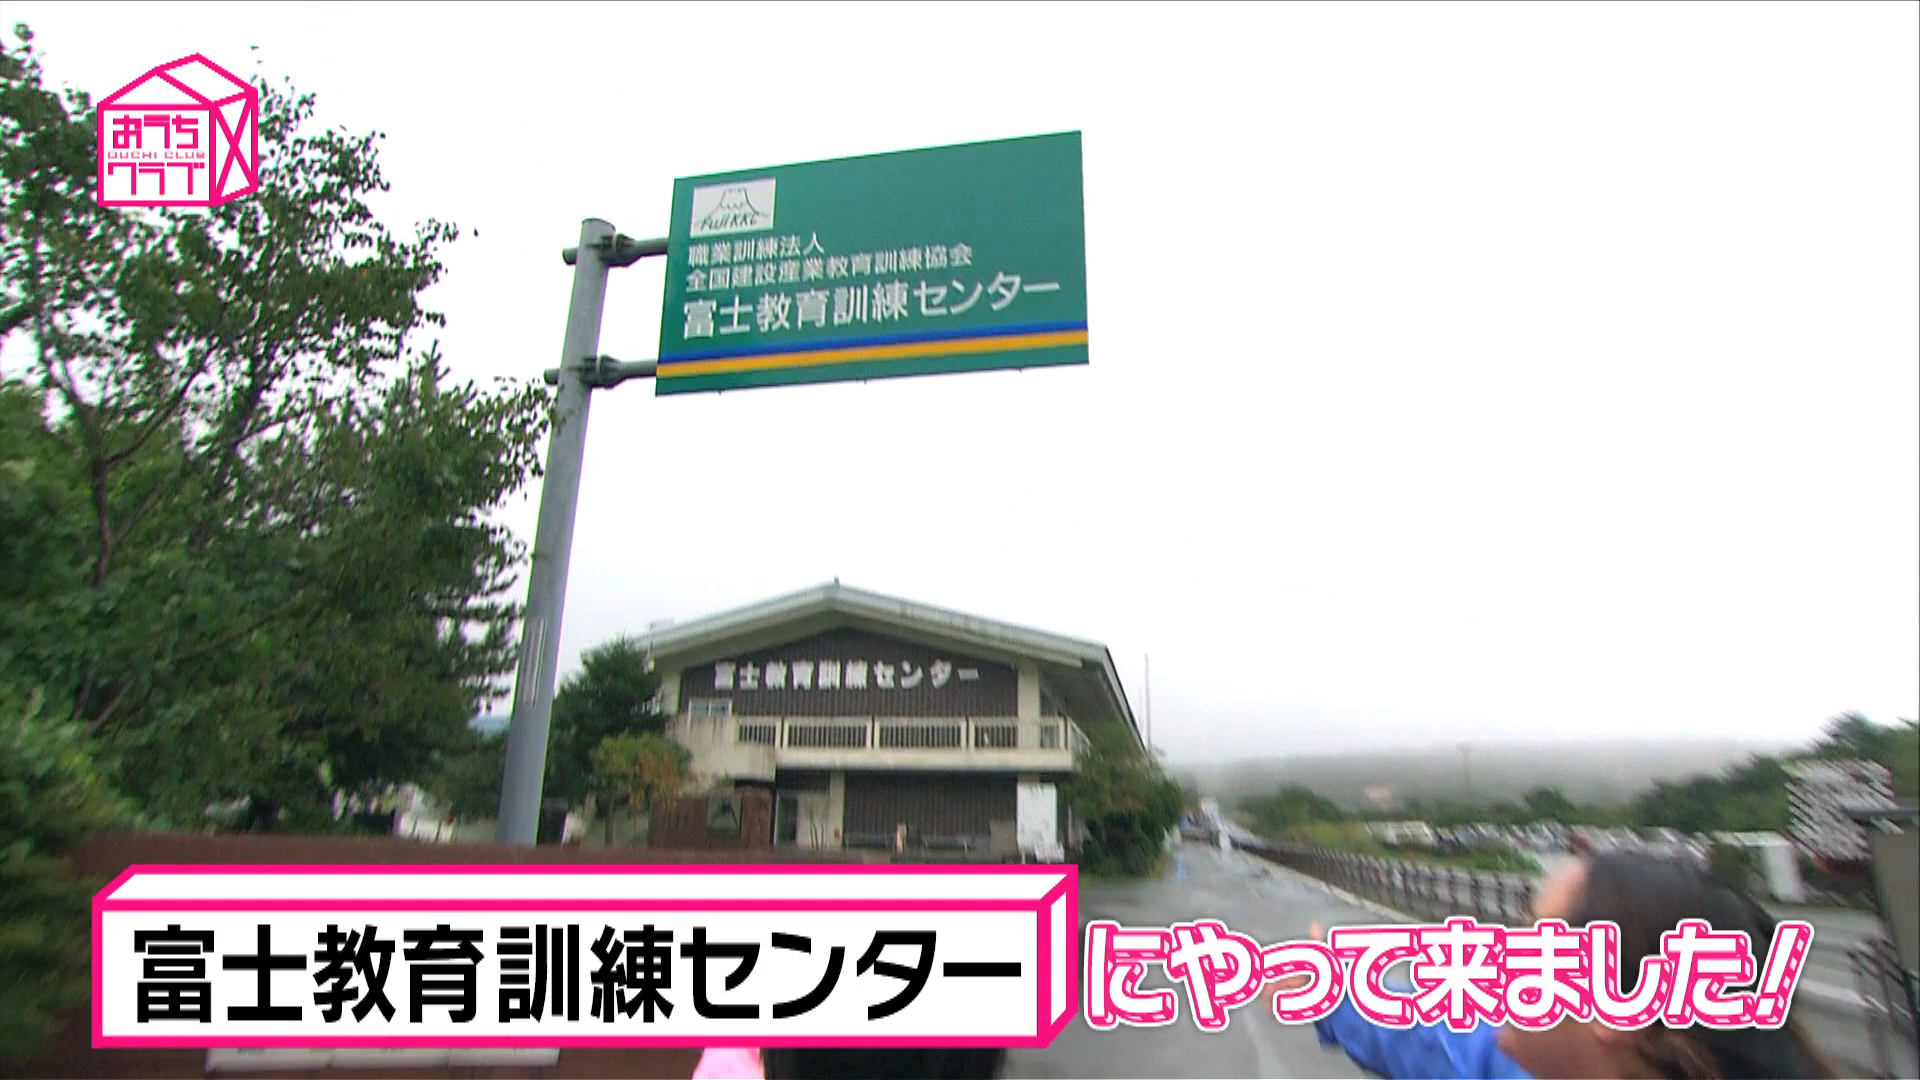 おうち
OUCHI CLUB
クラブ
FUJI KKC
職業訓練法人
全国建設産業教育訓練協会
富士教育訓練センター
富士教育訓練センター
富士教育訓練センターにやって来ました!